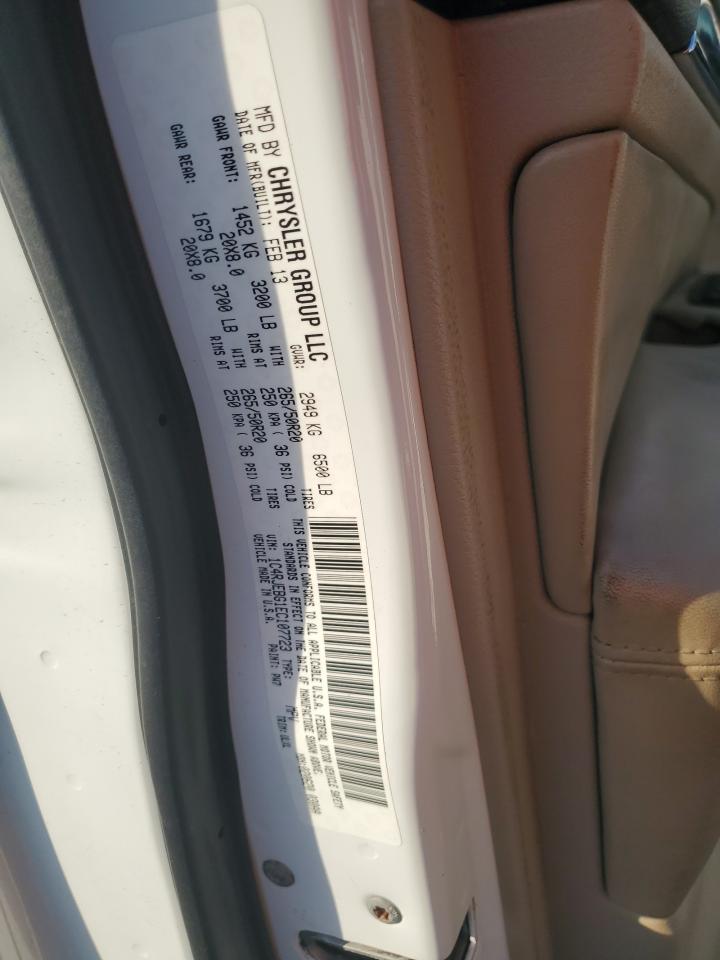 MFD BY CHRYSLER GROUP LLC
DATE OF MFR(BUILT): FEB 13 GVWR: 2949 KG 6500 LB
GAWR FRONT: 1452 KG 3200 LB WITH TIRES
20X8.0 RIMS AT 265/50R20 250 KPA ( 36 PSI) COLD
GAWR REAR: 1679 KG 3700 LB WITH TIRES
20X8.0 RIMS AT 265/50R20 250 KPA ( 36 PSI) COLD
THIS VEHICLE CONFORMS TO ALL APPLICABLE U.S.A. FEDERAL MOTOR VEHICLE SAFETY
STANDARDS IN EFFECT ON THE DATE OF MANUFACTURE SHOWN ABOVE.
VIN: 1C4RJEBG1EC107723 TYPE: MPV
VEHICLE MADE IN U.S.A. PAINT: PW7 TRIM: